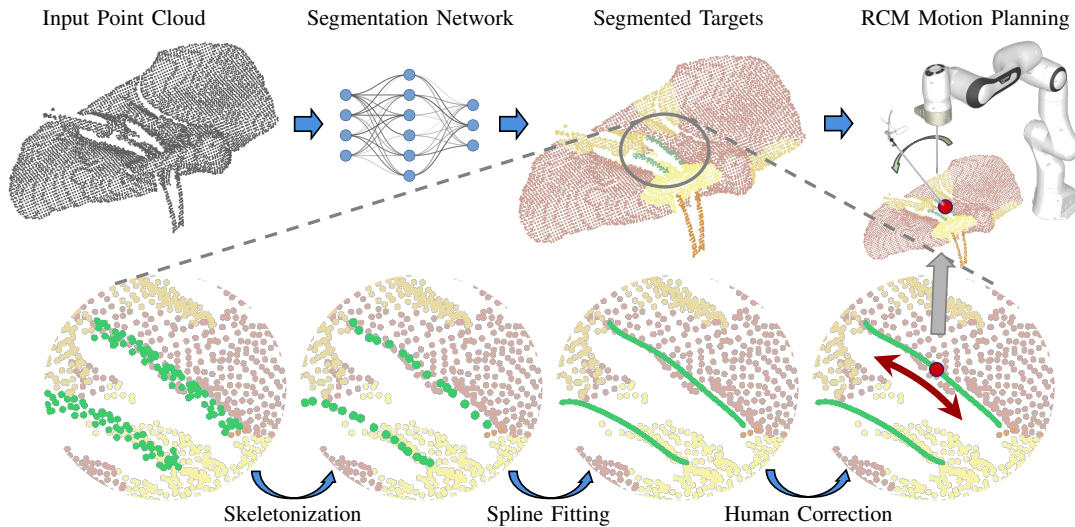 Input Point Cloud
Segmentation Network
Segmented Targets
RCM Motion Planning
Skeletonization
Spline Fitting
Human Correction